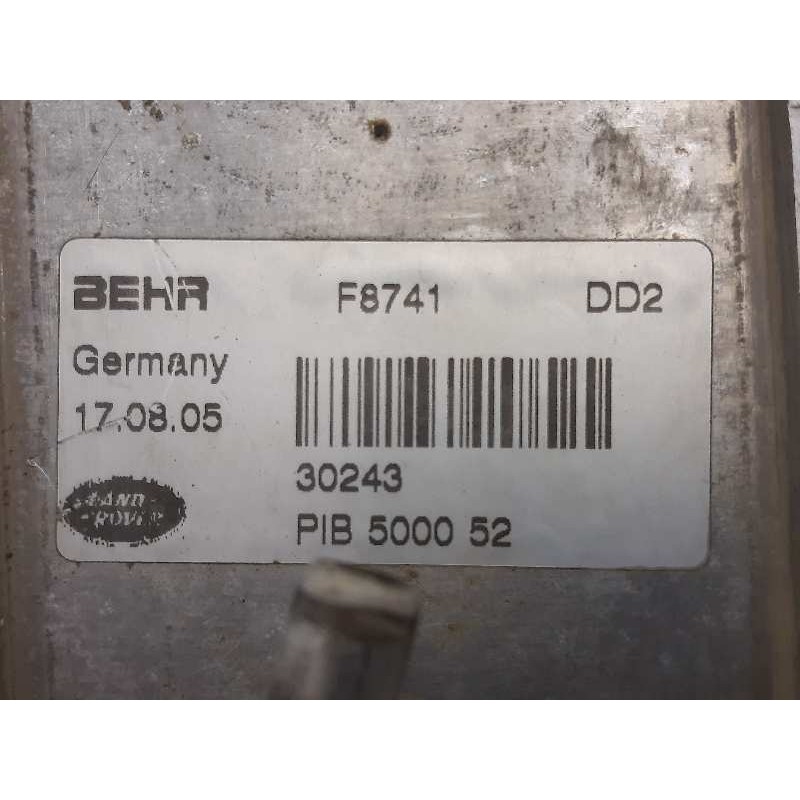 BEHR F8741 DD2
Germany
17.08.05
30243
LAND
ROVER
PIB 5000 52